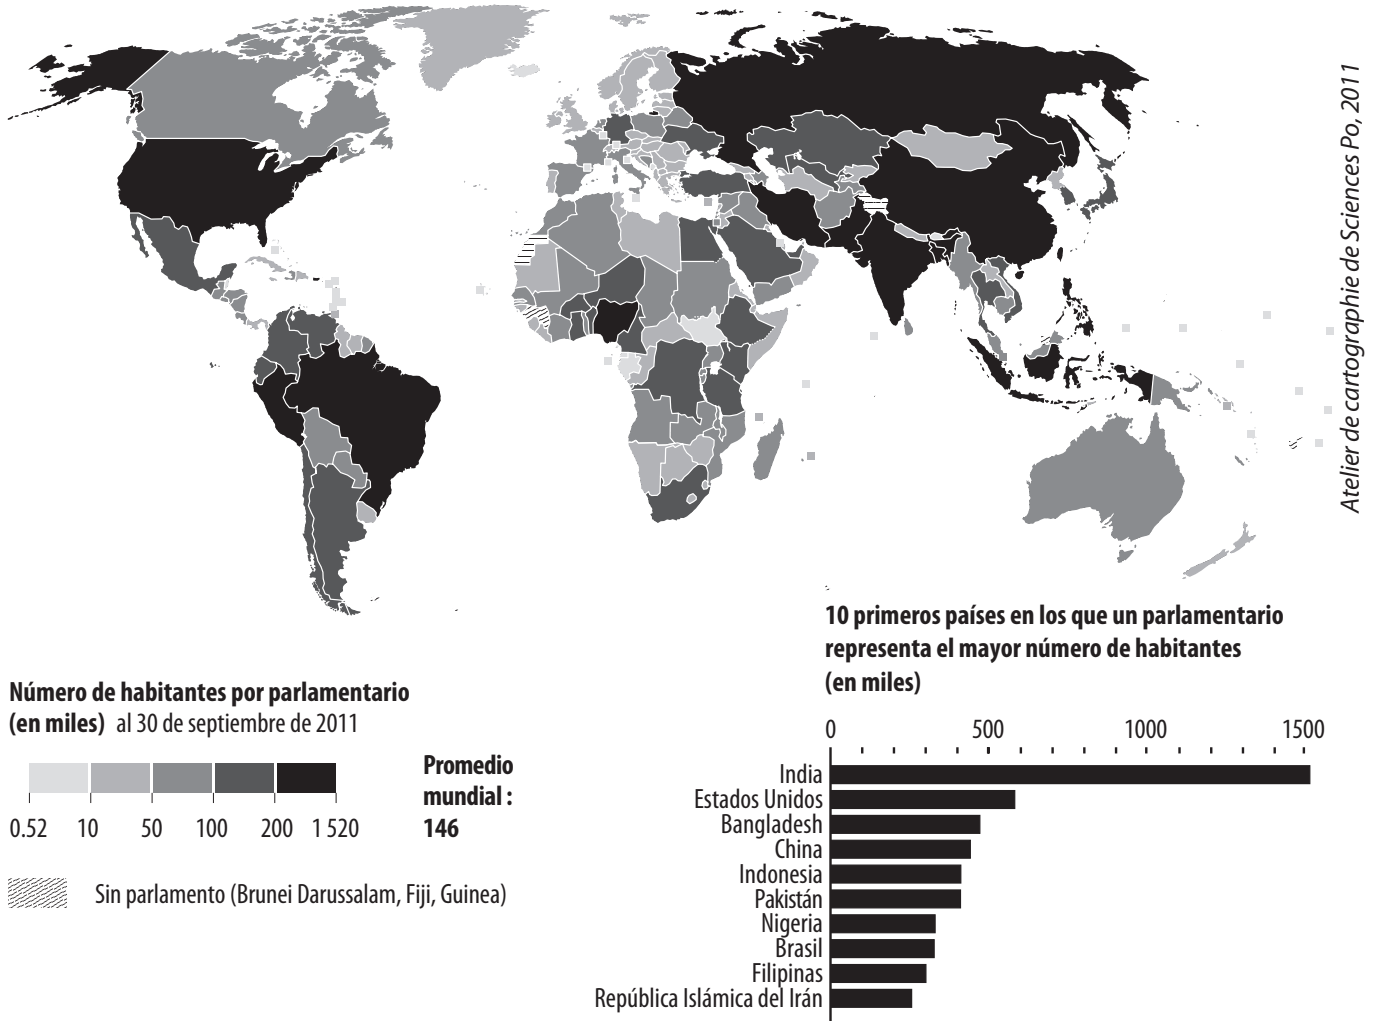 Atelier de cartographie de Sciences Po, 2011
Número de habitantes por parlamentario
(en miles) al 30 de septiembre de 2011
0.52 10 50 100 200 1 520
Promedio
mundial :
146
Sin parlamento (Brunei Darussalam, Fiji, Guinea)
10 primeros países en los que un parlamentario
representa el mayor número de habitantes
(en miles)
0 500 1000 1500
India
Estados Unidos
Bangladesh
China
Indonesia
Pakistán
Nigeria
Brasil
Filipinas
República Islámica del Irán